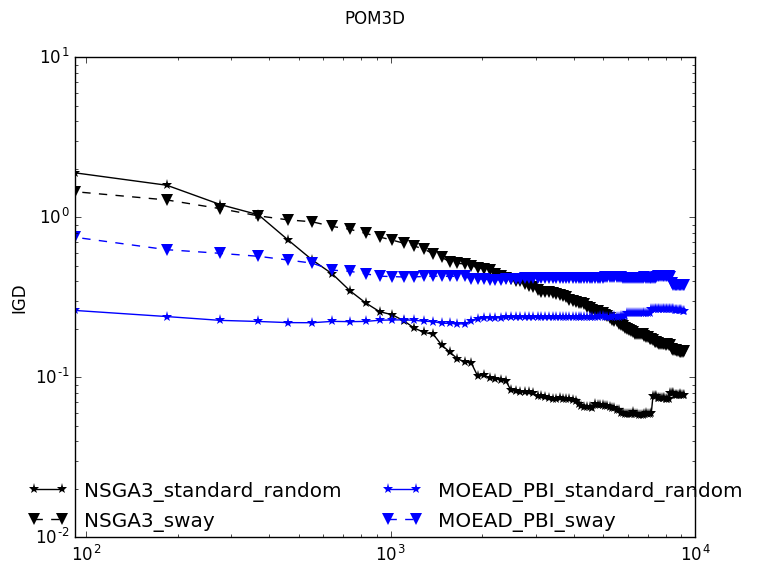 POM3D
10^1
10^0
IGD
10^-1
NSGA3_standard_random MOEAD_PBI_standard_random
NSGA3_sway MOEAD_PBI_sway
10^-2
10^2 10^3 10^4